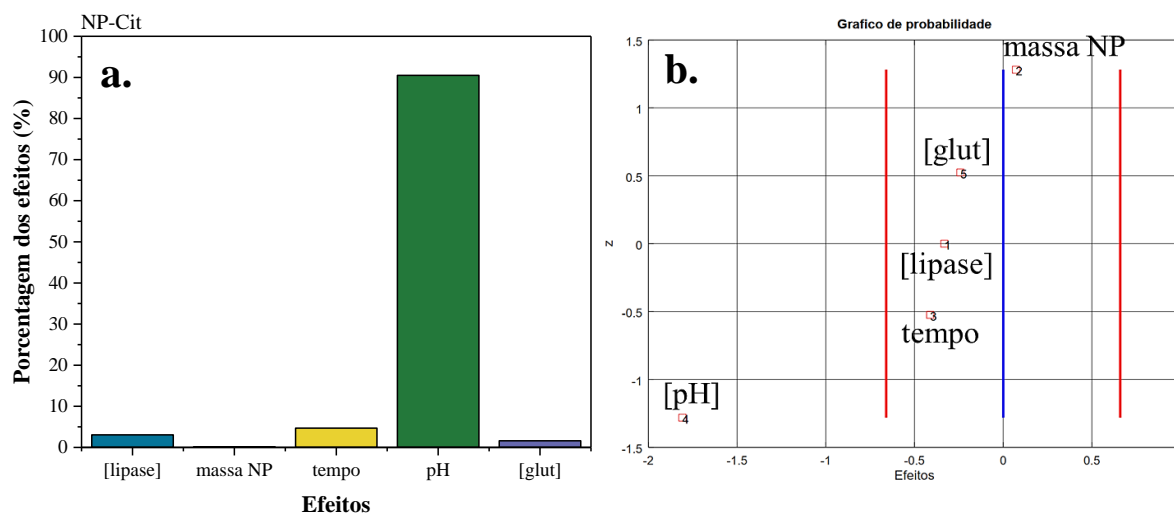 NP-Cit
a.
Porcentagem dos efeitos (%)
100
90
80
70
60
50
40
30
20
10
0
[lipase] massa NP tempo pH [glut]
Efeitos
Grafico de probabilidade
b.
z
1.5
1
0.5
0
-0.5
-1
-1.5
massa NP
2
[glut]
5
1
[lipase]
3
tempo
[pH]
4
-2 -1.5 -1 -0.5 0 0.5
Efeitos